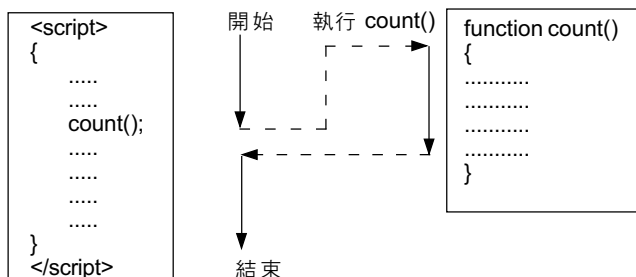 <script>
{
.....
.....
count();
.....
.....
.....
.....
}
</script>
開始
執行 count()
結束
function count()
{
...........
...........
...........
...........
}